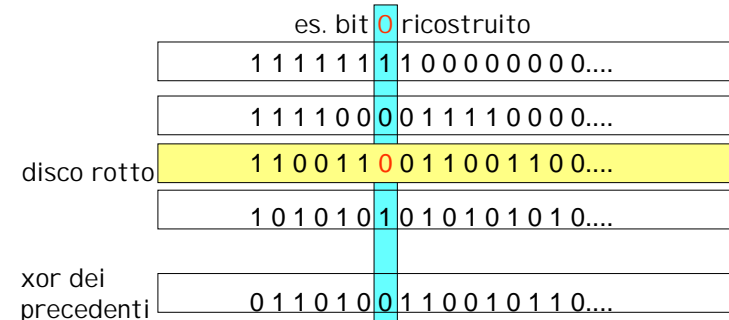 es. bit 0 ricostruito
1 1 1 1 1 1 1 1 0 0 0 0 0 0 0 0....
1 1 1 1 0 0 0 0 1 1 1 1 0 0 0 0....
disco rotto 1 1 0 0 1 1 0 0 1 1 0 0 1 1 0 0....
1 0 1 0 1 0 1 0 1 0 1 0 1 0 1 0....
xor dei
precedenti 0 1 1 0 1 0 0 1 1 0 0 1 0 1 1 0....